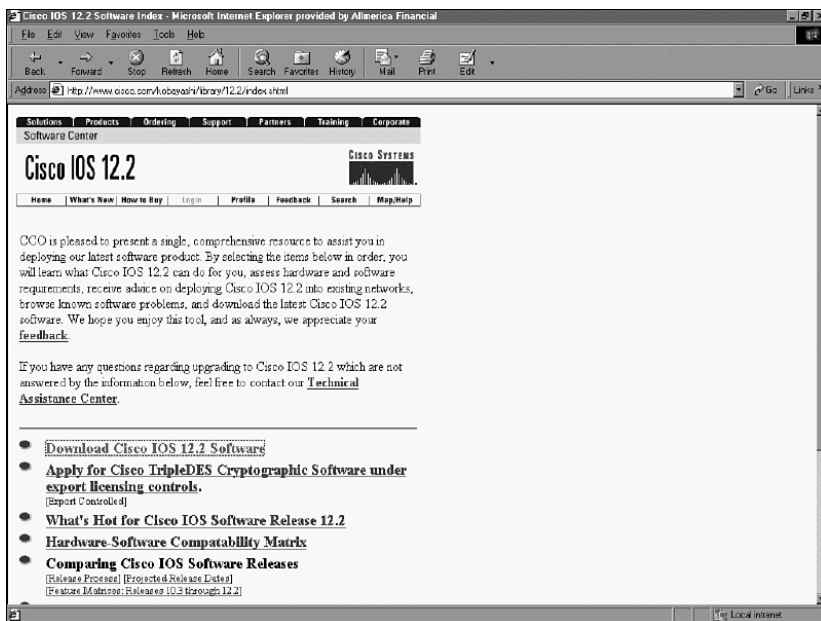 Cisco IOS 12.2 Software Index - Microsoft Internet Explorer provided by Allmerica Financial
File Edit View Favorites Tools Help
Back Forward Stop Refresh Home Search Favorites History Mail Print Edit
Address http://www.cisco.com/kobayashi/library/12.2/index.shtml Go Links
Solutions Products Ordering Support Partners Training Corporate
Software Center
Cisco IOS 12.2
CISCO SYSTEMS
Home What's New How to Buy Login Profile Feedback Search Map/Help
CCO is pleased to present a single, comprehensive resource to assist you in
deploying our latest software product. By selecting the items below in order, you
will learn what Cisco IOS 12.2 can do for you, assess hardware and software
requirements, receive advice on deploying Cisco IOS 12.2 into existing networks,
browse known software problems, and download the latest Cisco IOS 12.2
software. We hope you enjoy this tool, and as always, we appreciate your
feedback.
If you have any questions regarding upgrading to Cisco IOS 12.2 which are not
answered by the information below, feel free to contact our Technical
Assistance Center.
Download Cisco IOS 12.2 Software
Apply for Cisco TripleDES Cryptographic Software under
export licensing controls.
[Export Controlled]
What's Hot for Cisco IOS Software Release 12.2
Hardware-Software Compatability Matrix
Comparing Cisco IOS Software Releases
[Release Process] [Projected Release Dates]
[Feature Matrices: Releases 10.3 through 12.2]
Local intranet